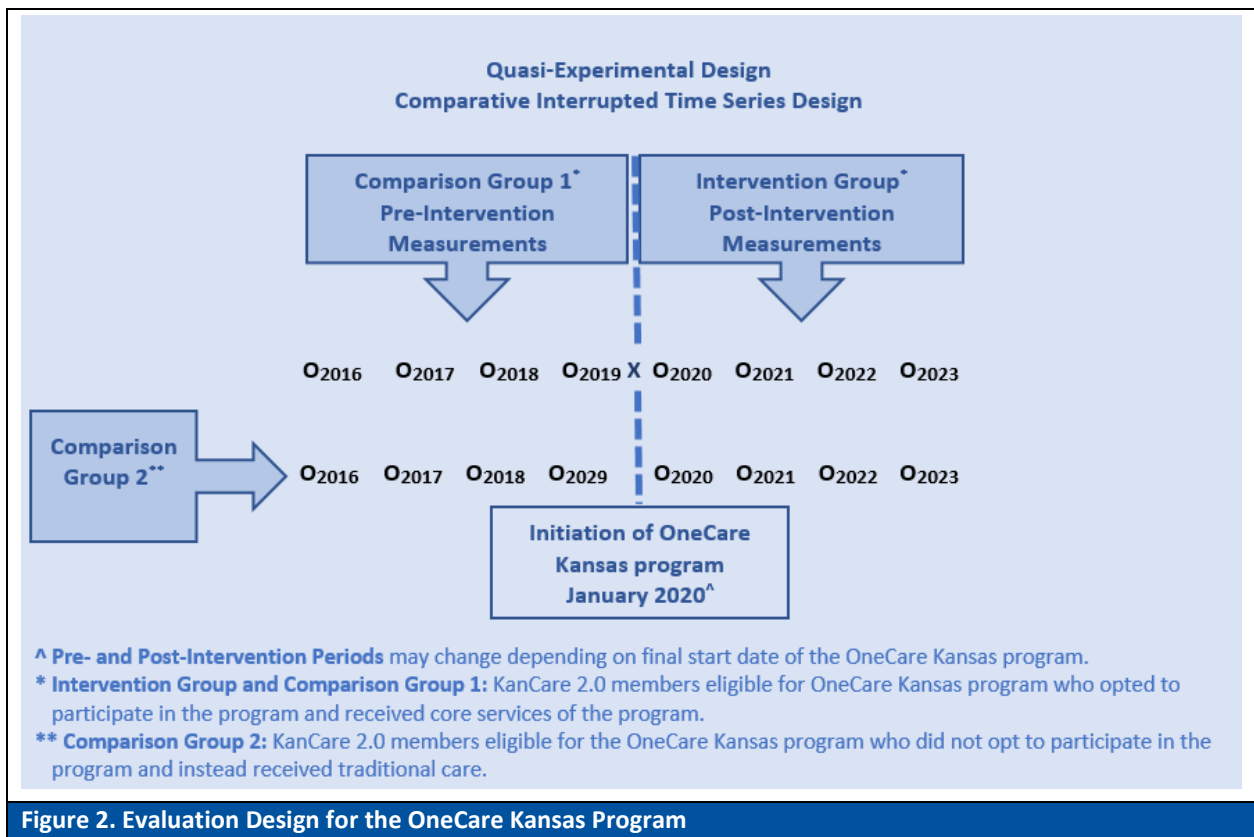 Quasi-Experimental Design
Comparative Interrupted Time Series Design
Comparison Group 1*
Pre-Intervention
Measurements
Intervention Group*
Post-Intervention
Measurements
O2016 O2017 O2018 O2019 X O2020 O2021 O2022 O2023
Comparison
Group 2**
O2016 O2017 O2018 O2029 O2020 O2021 O2022 O2023
Initiation of OneCare
Kansas program
January 2020^
^ Pre- and Post-Intervention Periods may change depending on final start date of the OneCare Kansas program.
* Intervention Group and Comparison Group 1: KanCare 2.0 members eligible for OneCare Kansas program who opted to
participate in the program and received core services of the program.
** Comparison Group 2: KanCare 2.0 members eligible for the OneCare Kansas program who did not opt to participate in the
program and instead received traditional care.
Figure 2. Evaluation Design for the OneCare Kansas Program